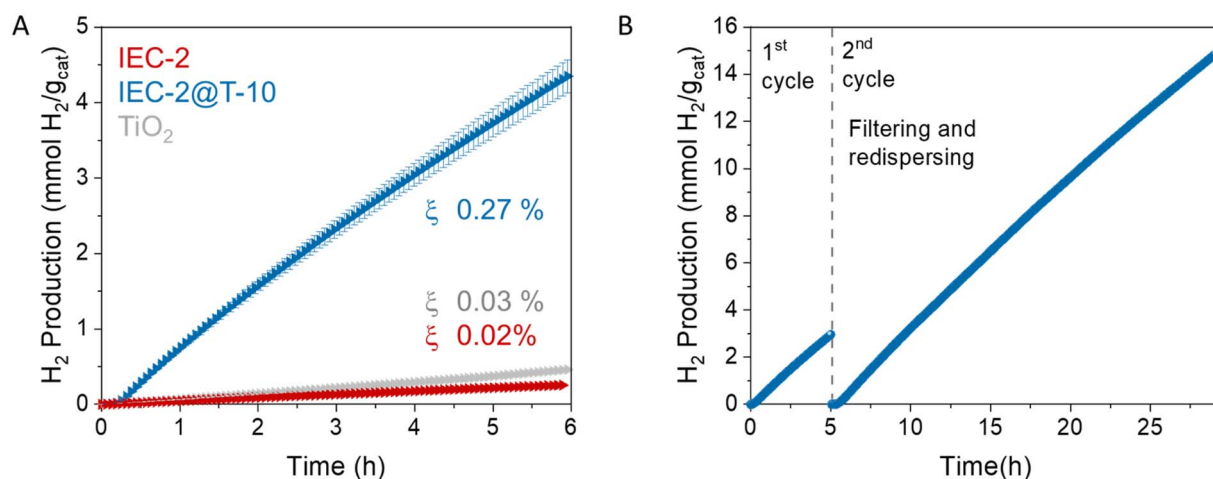 A
H₂ Production (mmol H₂/g_cat)
5
4
3
2
1
0
IEC-2
IEC-2@T-10
TiO₂
ξ 0.27 %
ξ 0.03 %
ξ 0.02%
0 1 2 3 4 5 6
Time (h)
B
H₂ Production (mmol H₂/g_cat)
16
14
12
10
8
6
4
2
0
1st
cycle
2nd
cycle
Filtering and
redispersing
0 5 10 15 20 25
Time(h)